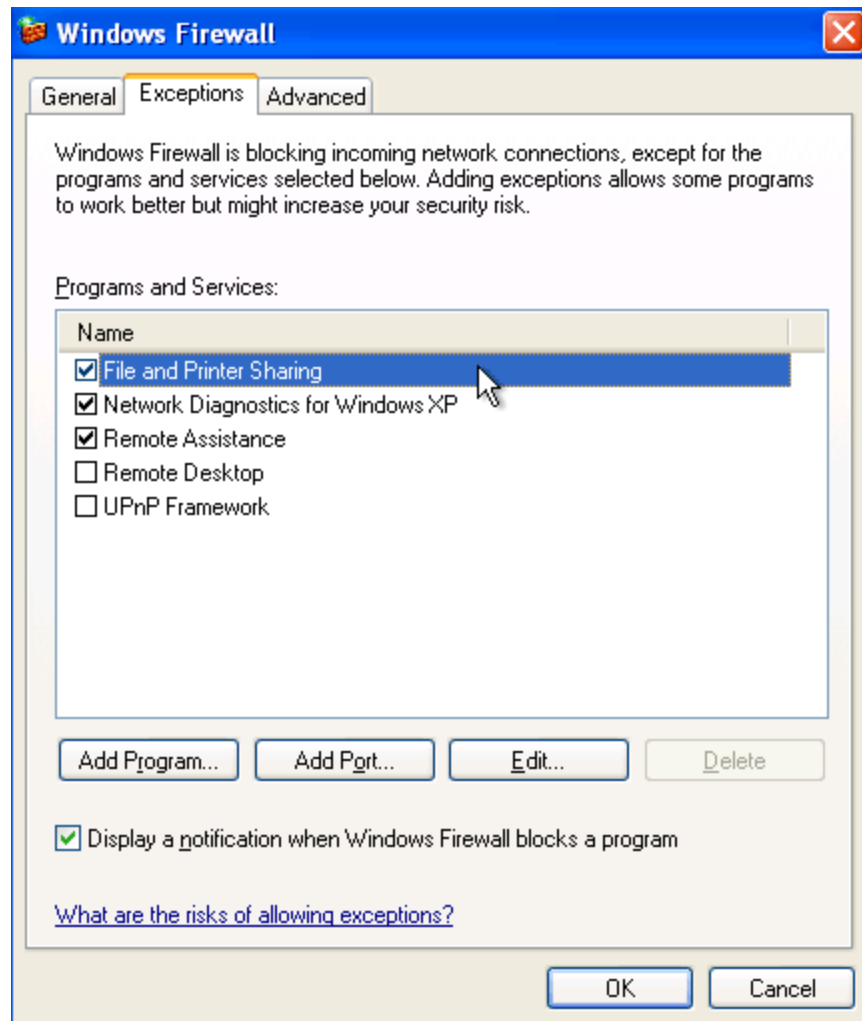 Windows Firewall
General Exceptions Advanced
Windows Firewall is blocking incoming network connections, except for the
programs and services selected below. Adding exceptions allows some programs
to work better but might increase your security risk.
Programs and Services:
Name
File and Printer Sharing
Network Diagnostics for Windows XP
Remote Assistance
Remote Desktop
UPnP Framework
Add Program... Add Port... Edit... Delete
Display a notification when Windows Firewall blocks a program
What are the risks of allowing exceptions?
OK Cancel